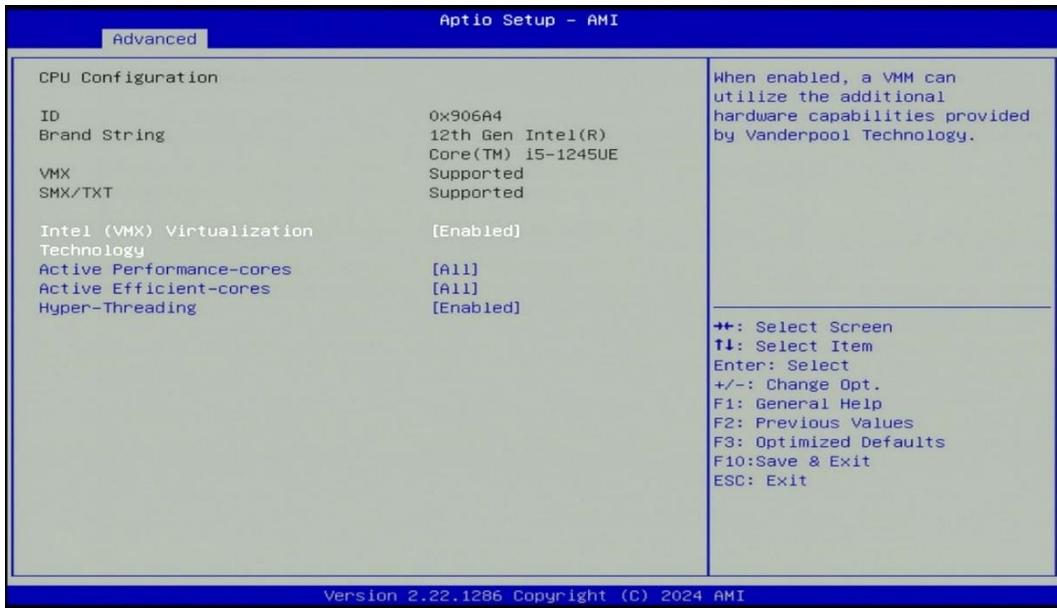 Aptio Setup - AMI
Advanced
CPU Configuration
ID 0x906A4
Brand String 12th Gen Intel(R)
Core(TM) i5-1245UE
VMX Supported
SMX/TXT Supported
Intel (VMX) Virtualization [Enabled]
Technology
Active Performance-cores [All]
Active Efficient-cores [All]
Hyper-Threading [Enabled]
When enabled, a VMM can
utilize the additional
hardware capabilities provided
by Vanderpool Technology.
→←: Select Screen
↑↓: Select Item
Enter: Select
+/-: Change Opt.
F1: General Help
F2: Previous Values
F3: Optimized Defaults
F10:Save & Exit
ESC: Exit
Version 2.22.1286 Copyright (C) 2024 AMI